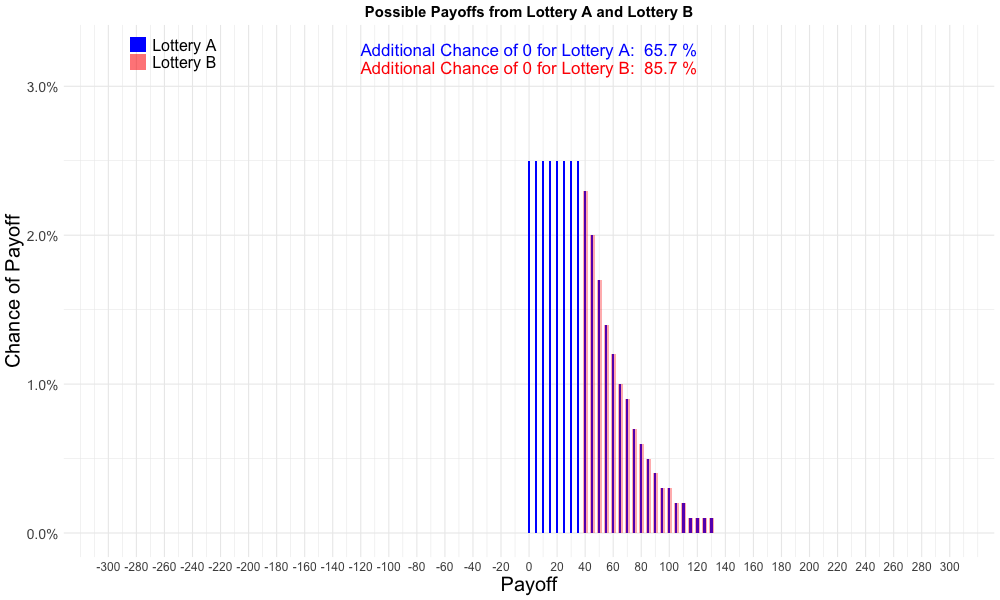 Possible Payoffs from Lottery A and Lottery B
Lottery A
Lottery B
Additional Chance of 0 for Lottery A: 65.7 %
Additional Chance of 0 for Lottery B: 85.7 %
Chance of Payoff
3.0%
2.0%
1.0%
0.0%
-300 -280 -260 -240 -220 -200 -180 -160 -140 -120 -100 -80 -60 -40 -20 0 20 40 60 80 100 120 140 160 180 200 220 240 260 280 300
Payoff